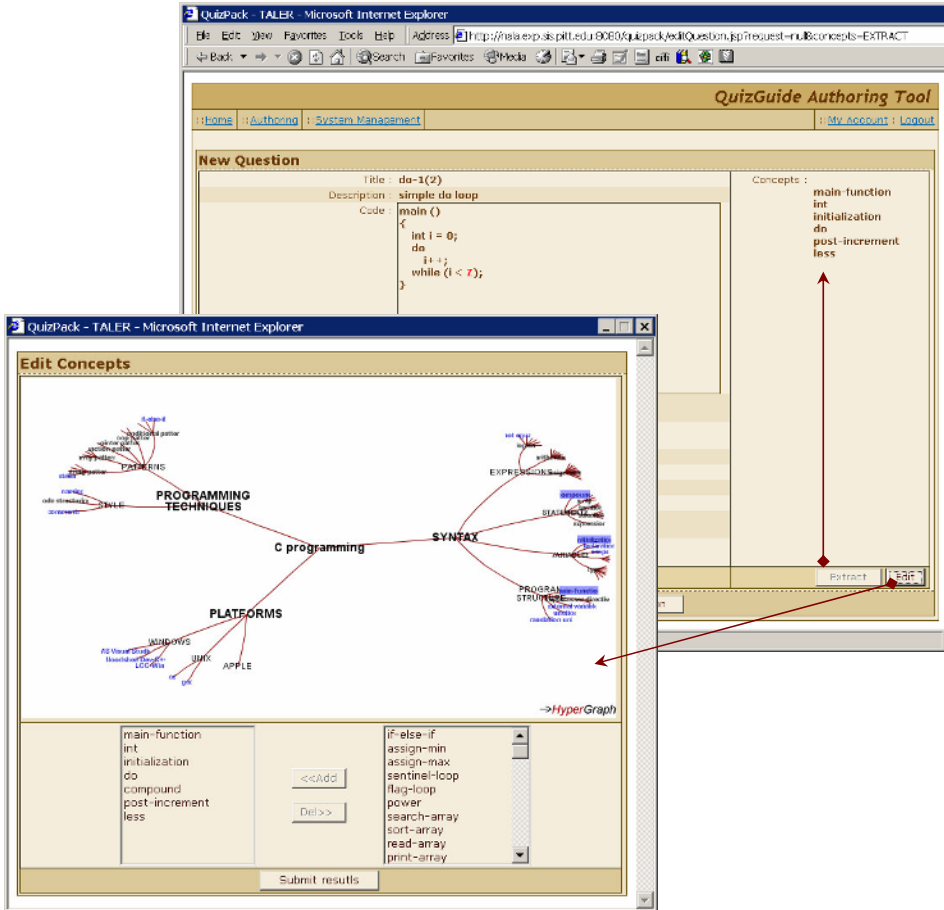 QuizPack - TALER - Microsoft Internet Explorer
File Edit View Favorites Tools Help Address http://naia.exp.sis.pitt.edu:8080/quizpack/editQuestion.jsp?request=null&concepts=EXTRACT
Back Search Favorites Media
QuizGuide Authoring Tool
::Home ::Authoring ::System Management ::My Account : Logout
New Question
Title : do-1(2)
Description : simple do loop
Code : main ()
{
int i = 0;
do
i++;
while (i < 7);
}
Concepts :
main-function
int
initialization
do
post-increment
less
Extract Edit
QuizPack - TALER - Microsoft Internet Explorer
Edit Concepts
PATTERNS
STYLE
PROGRAMMING
TECHNIQUES
C programming
PLATFORMS
WINDOWS
UNIX
APPLE
SYNTAX
EXPRESSIONS
STATEMENTS
main-function
->HyperGraph
main-function
int
initialization
do
compound
post-increment
less
<<Add
Del>>
if-else-if
assign-min
assign-max
sentinel-loop
flag-loop
power
search-array
sort-array
read-array
print-array
Submit resutls